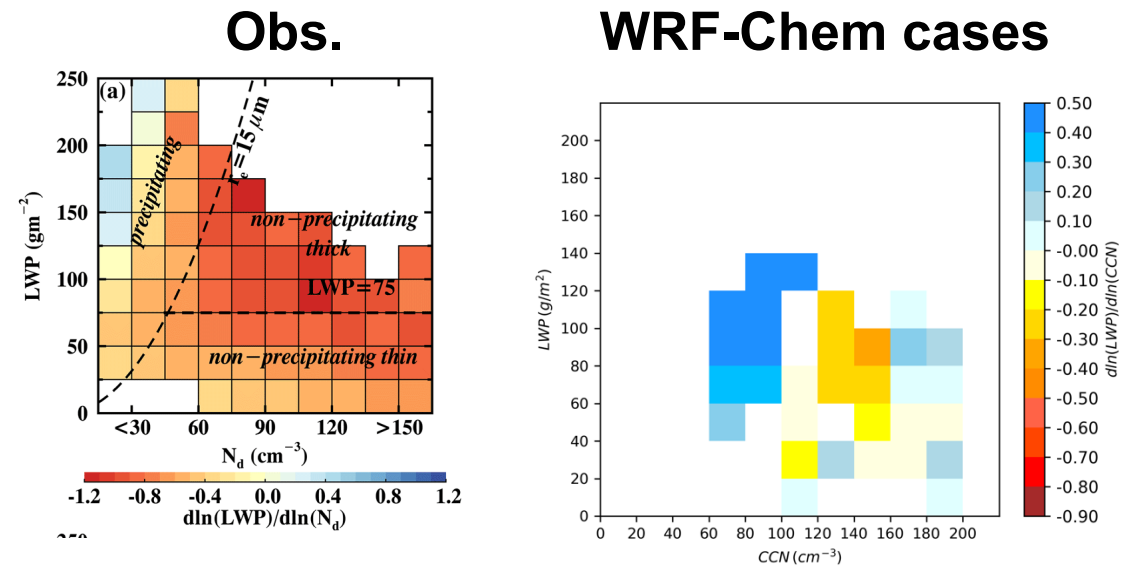 Obs.
WRF-Chem cases
(a)
250
200
150
100
50
0
LWP (gm⁻²)
precipitating
rₑ=15 μm
non−precipitating
thick
LWP=75
non−precipitating thin
<30 60 90 120 >150
N_d (cm⁻³)
-1.2 -0.8 -0.4 0.0 0.4 0.8 1.2
dln(LWP)/dln(N_d)
200
180
160
140
120
100
80
60
40
20
0
LWP (g/m²)
0 20 40 60 80 100 120 140 160 180 200
CCN (cm⁻³)
0.50
0.40
0.30
0.20
0.10
-0.00
-0.10
-0.20
-0.30
-0.40
-0.50
-0.60
-0.70
-0.80
-0.90
dln(LWP)/dln(CCN)